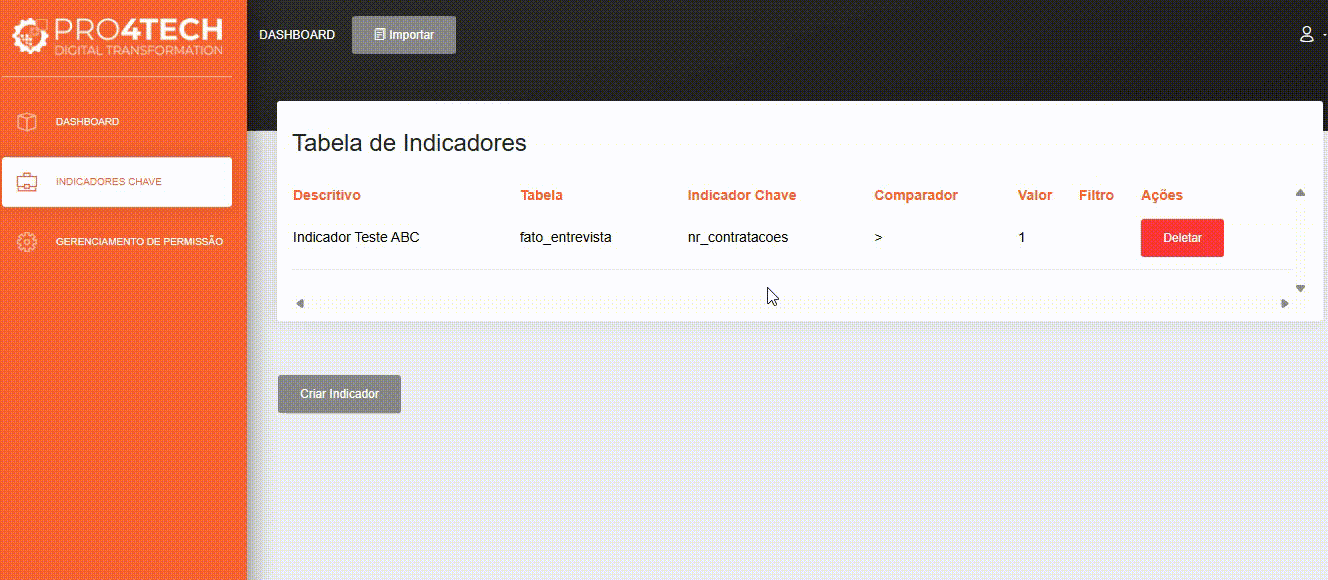 PRO4TECH
DIGITAL TRANSFORMATION
DASHBOARD
INDICADORES CHAVE
GERENCIAMENTO DE PERMISSÃO
DASHBOARD Importar
Tabela de Indicadores
Descritivo Tabela Indicador Chave Comparador Valor Filtro Ações
Indicador Teste ABC fato_entrevista nr_contratacoes > 1 Deletar
Criar Indicador